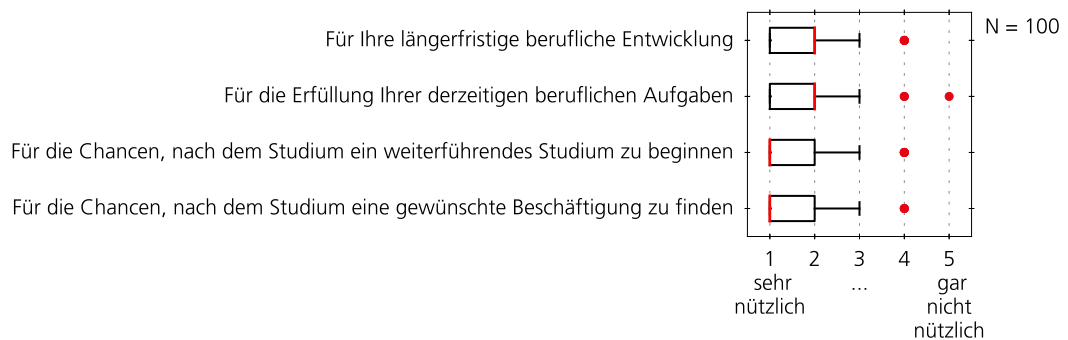 N = 100
Für Ihre längerfristige berufliche Entwicklung
Für die Erfüllung Ihrer derzeitigen beruflichen Aufgaben
Für die Chancen, nach dem Studium ein weiterführendes Studium zu beginnen
Für die Chancen, nach dem Studium eine gewünschte Beschäftigung zu finden
1 2 3 4 5
sehr ... gar
nützlich nicht
nützlich